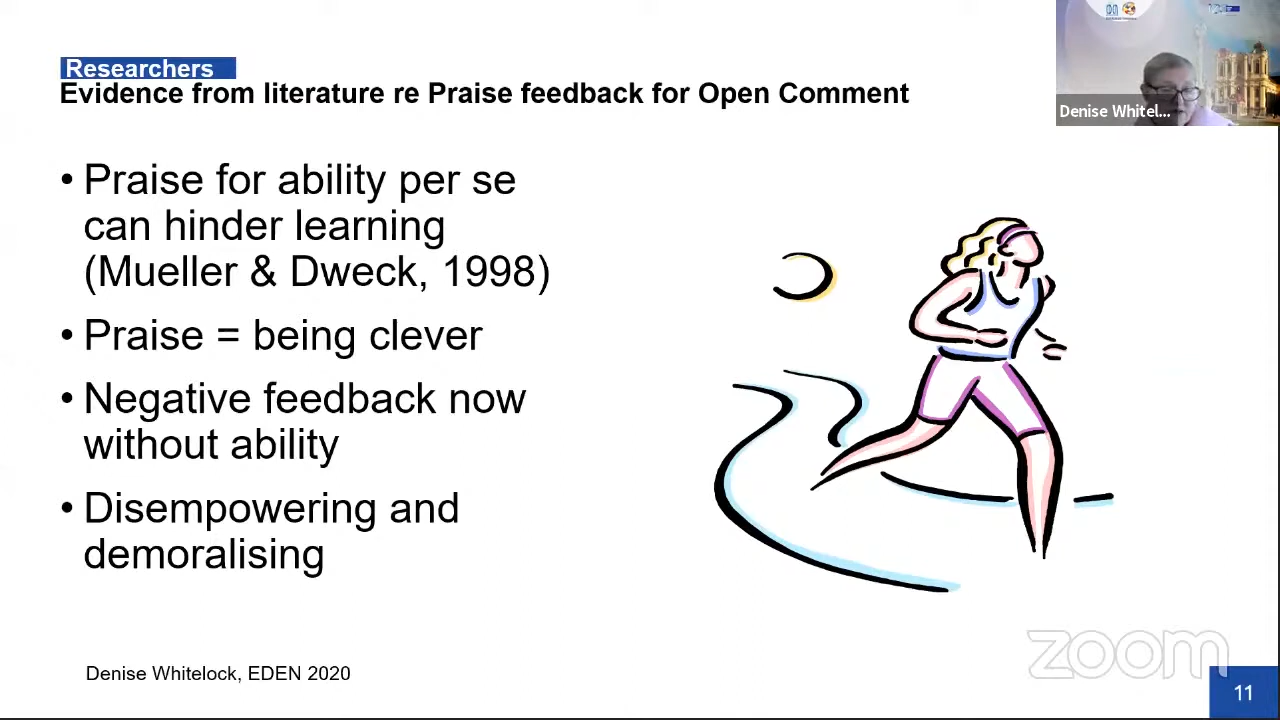 Researchers
Evidence from literature re Praise feedback for Open Comment
Denise Whitel...
• Praise for ability per se
can hinder learning
(Mueller & Dweck, 1998)
• Praise = being clever
• Negative feedback now
without ability
• Disempowering and
demoralising
Denise Whitelock, EDEN 2020
zoom
11